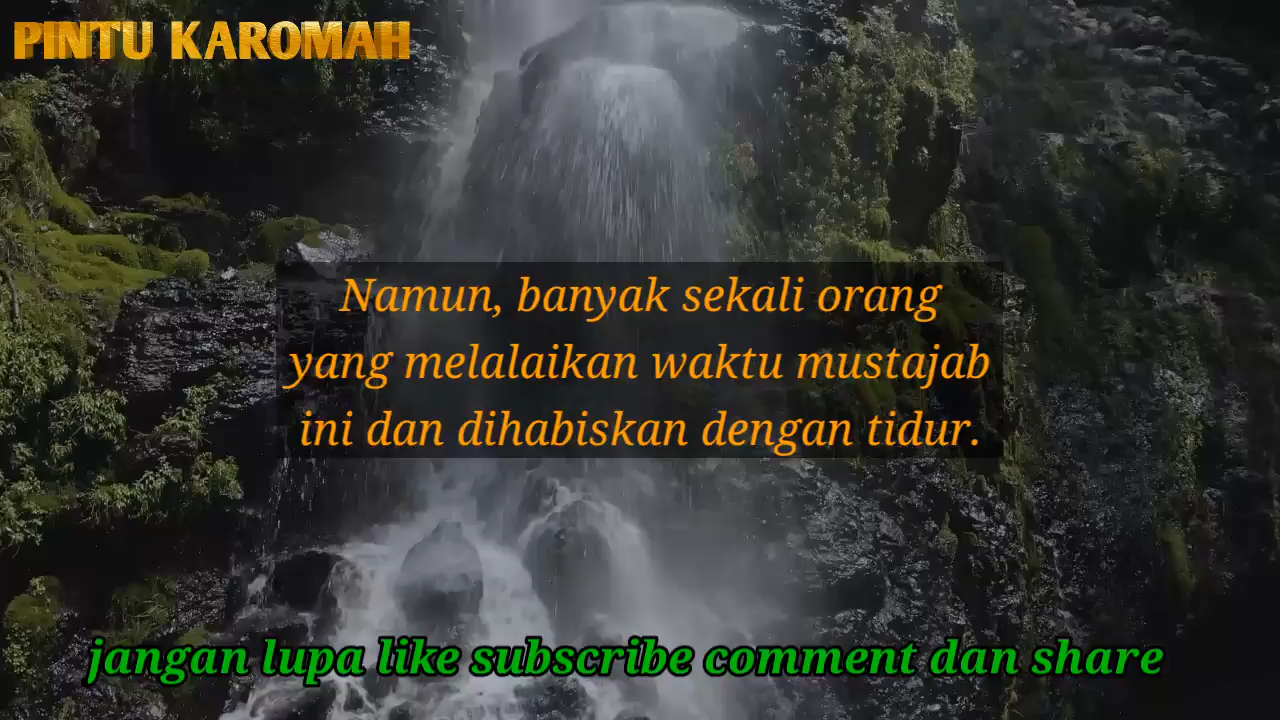 PINTU KAROMAH
Namun, banyak sekali orang
yang melalaikan waktu mustajab
ini dan dihabiskan dengan tidur.
jangan lupa like subscribe comment dan share